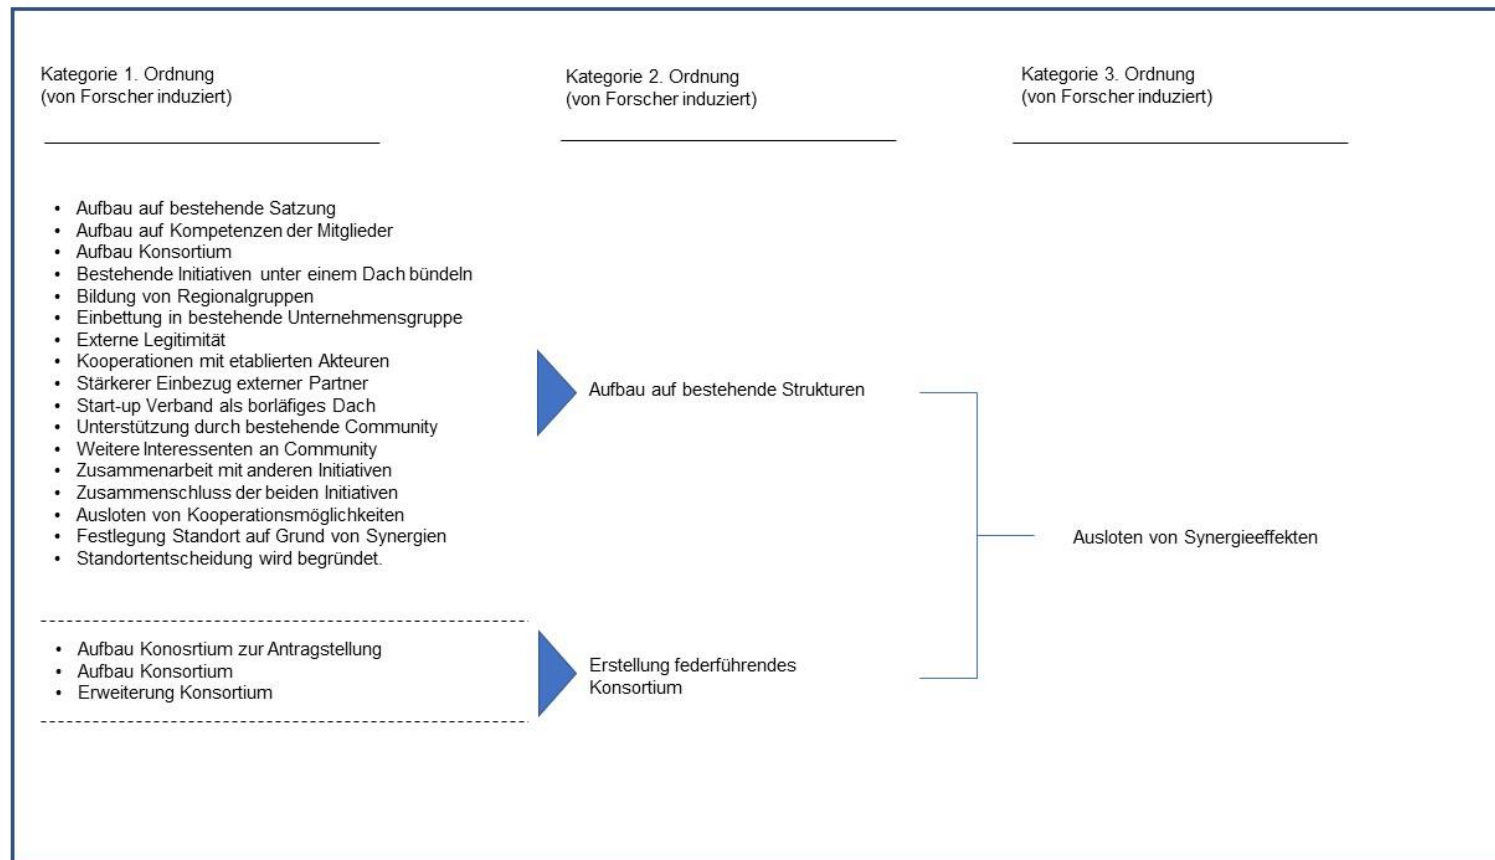 Kategorie 1. Ordnung
(von Forscher induziert)
Kategorie 2. Ordnung
(von Forscher induziert)
Kategorie 3. Ordnung
(von Forscher induziert)
• Aufbau auf bestehende Satzung
• Aufbau auf Kompetenzen der Mitglieder
• Aufbau Konsortium
• Bestehende Initiativen unter einem Dach bündeln
• Bildung von Regionalgruppen
• Einbettung in bestehende Unternehmensgruppe
• Externe Legitimität
• Kooperationen mit etablierten Akteuren
• Stärkerer Einbezug externer Partner
• Start-up Verband als borläfiges Dach
• Unterstützung durch bestehende Community
• Weitere Interessenten an Community
• Zusammenarbeit mit anderen Initiativen
• Zusammenschluss der beiden Initiativen
• Ausloten von Kooperationsmöglichkeiten
• Festlegung Standort auf Grund von Synergien
• Standortentscheidung wird begründet.
Aufbau auf bestehende Strukturen
Ausloten von Synergieeffekten
• Aufbau Konosrtium zur Antragstellung
• Aufbau Konsortium
• Erweiterung Konsortium
Erstellung federführendes
Konsortium